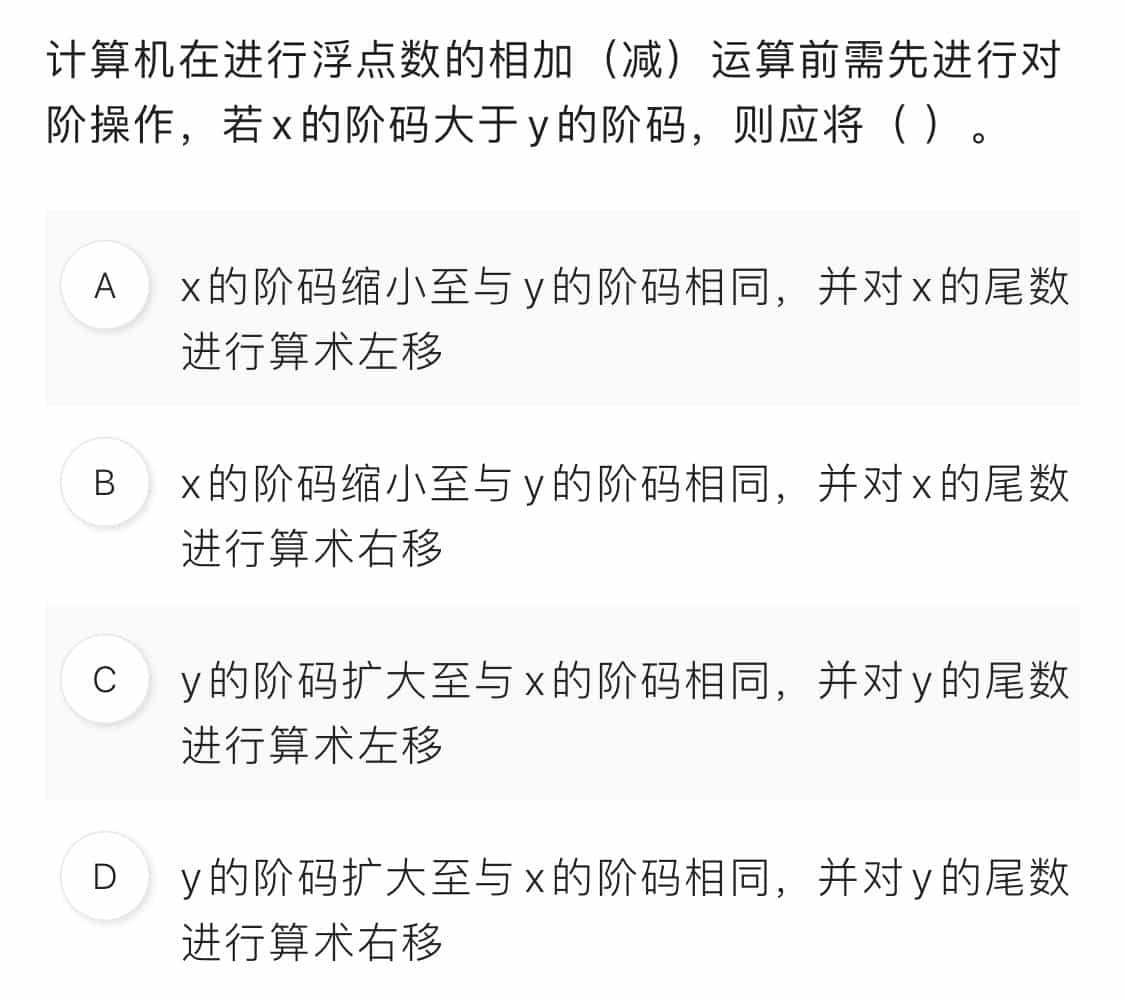 计算机在进行浮点数的相加（减）运算前需先进行对
阶操作，若x的阶码大于y的阶码，则应将（ ）。
A x的阶码缩小至与y的阶码相同，并对x的尾数
进行算术左移
B x的阶码缩小至与y的阶码相同，并对x的尾数
进行算术右移
C y的阶码扩大至与x的阶码相同，并对y的尾数
进行算术左移
D y的阶码扩大至与x的阶码相同，并对y的尾数
进行算术右移